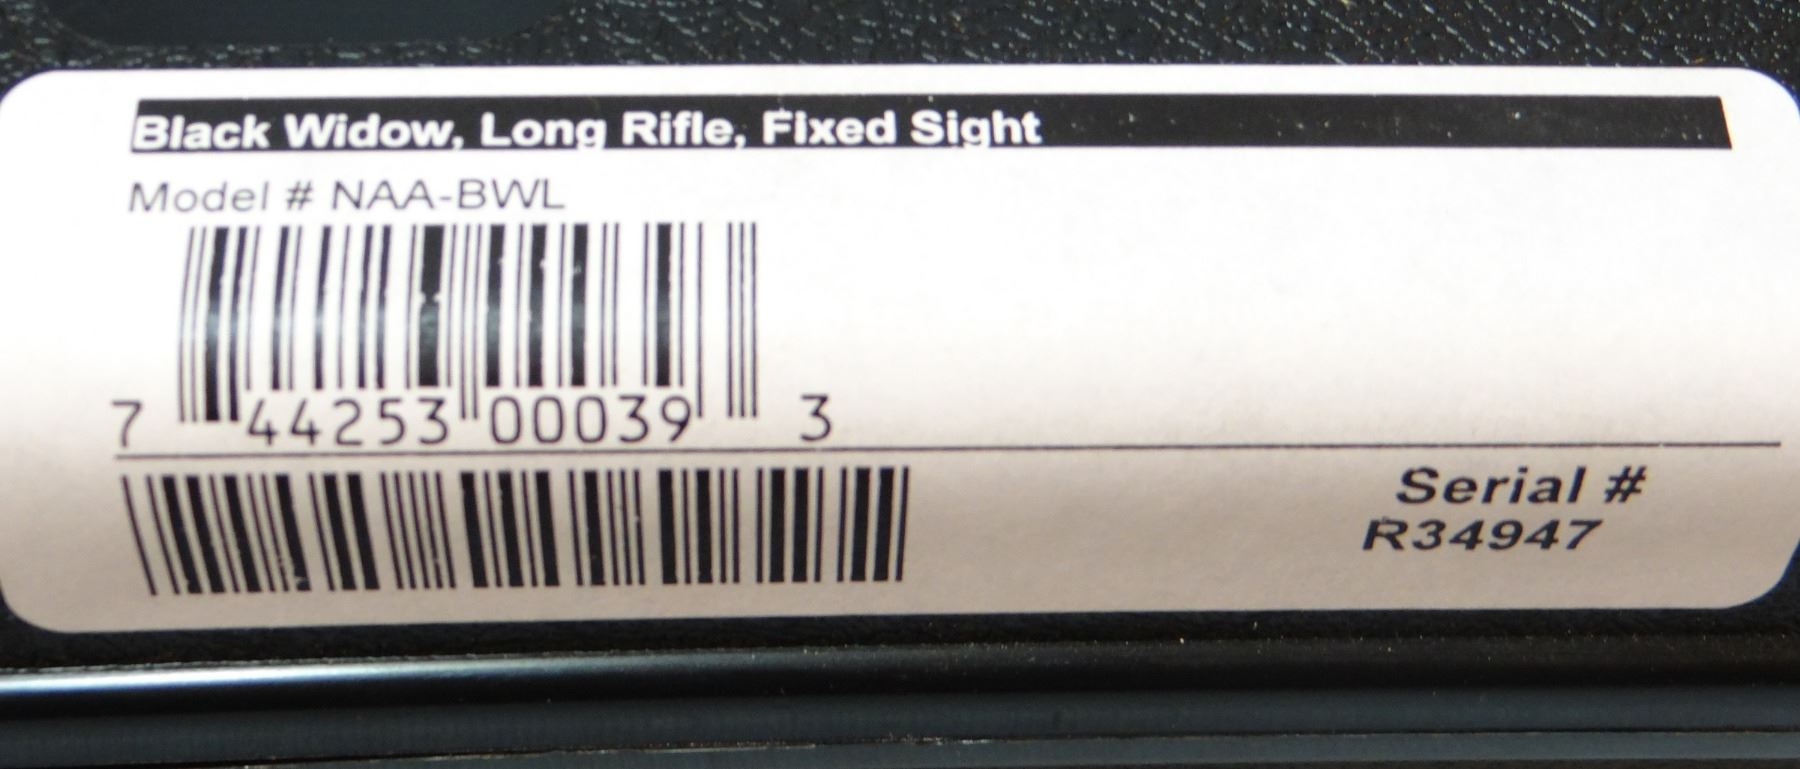 Black Widow, Long Rifle, Fixed Sight
Model # NAA-BWL
7 44253 00039 3
Serial #
R34947